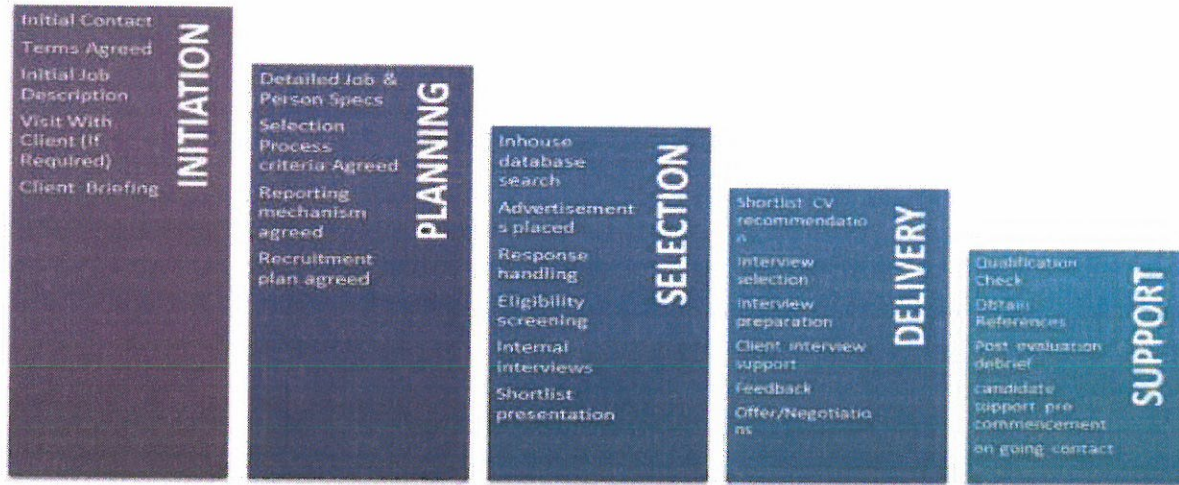 Initial Contact
Terms Agreed
Initial Job
Description
Visit With
Client (If
Required)
Client Briefing
INITIATION
Detailed Job &
Person Specs
Selection
Process
criteria Agreed
Reporting
mechanism
agreed
Recruitment
plan agreed
PLANNING
Inhouse
database
search
Advertisement
s placed
Response
handling
Eligibility
screening
Internal
interviews
Shortlist
presentation
SELECTION
Shortlist CV
recommendatio
n
Interview
selection
Interview
preparation
Client interview
support
Feedback
Offer/Negotiatio
ns
DELIVERY
Qualification
Check
Obtain
References
Post evaluation
debrief
candidate
support pre
commencement
on going contact
SUPPORT